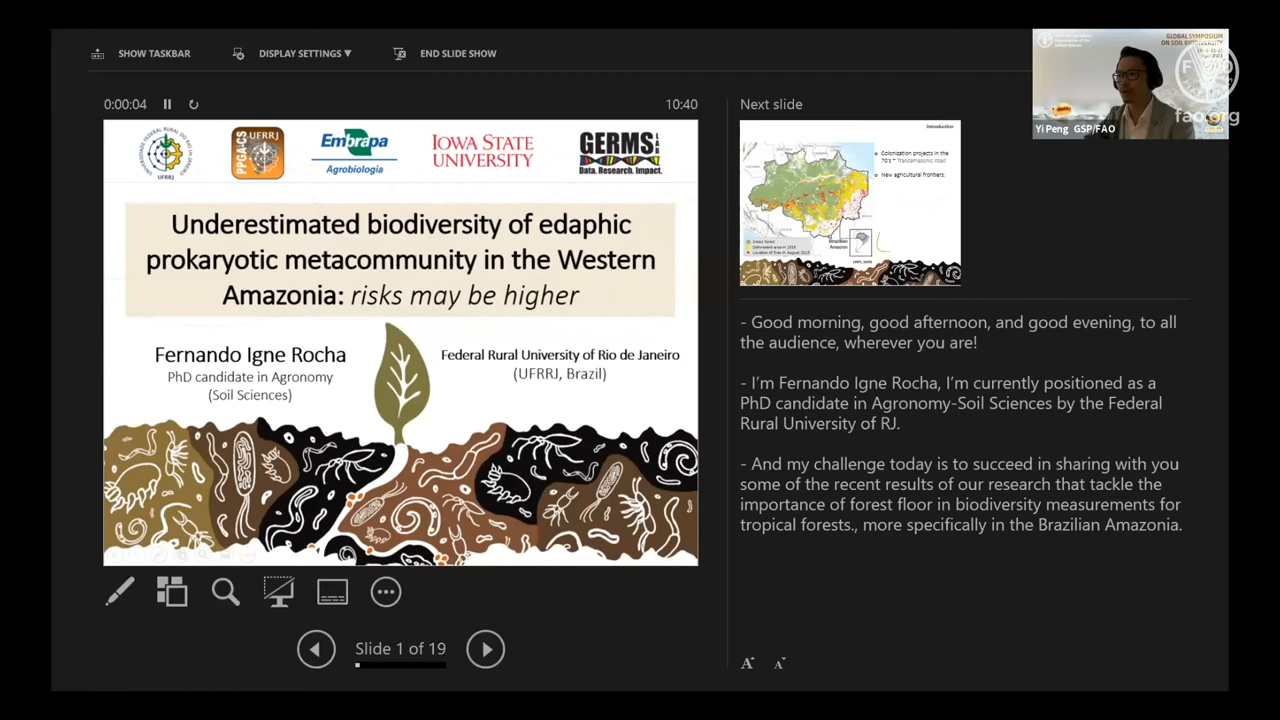 SHOW TASKBAR
DISPLAY SETTINGS ▼
END SLIDE SHOW
GLOBAL SYMPOSIUM
ON SOIL BIODIVERSITY
FAO
fao.org
Yi Peng GSP/FAO
0:00:04
10:40
Next slide
UFRRJ
PPGA-CS
UFRRJ
Embrapa
Agrobiologia
IOWA STATE
UNIVERSITY
GERMS LAB
Data. Research. Impact.
Underestimated biodiversity of edaphic
prokaryotic metacommunity in the Western
Amazonia: risks may be higher
Fernando Igne Rocha
PhD candidate in Agronomy
(Soil Sciences)
Federal Rural University of Rio de Janeiro
(UFRRJ, Brazil)
Introduction
Colonization projects in the
70's ~ Transamazonic road
New agricultural frontiers:
Brazilian
Amazon
- Good morning, good afternoon, and good evening, to all
the audience, wherever you are!
- I'm Fernando Igne Rocha, I'm currently positioned as a
PhD candidate in Agronomy-Soil Sciences by the Federal
Rural University of RJ.
- And my challenge today is to succeed in sharing with you
some of the recent results of our research that tackle the
importance of forest floor in biodiversity measurements for
tropical forests., more specifically in the Brazilian Amazonia.
Slide 1 of 19
A A